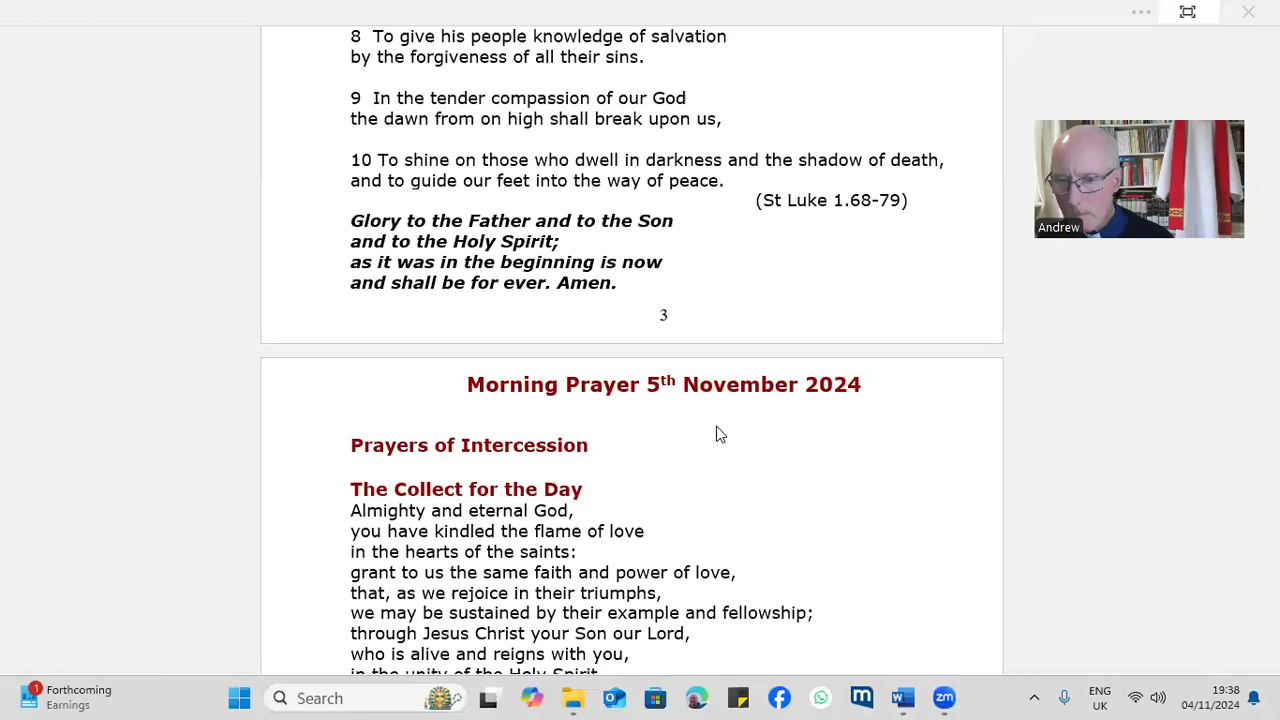 8 To give his people knowledge of salvation
by the forgiveness of all their sins.
9 In the tender compassion of our God
the dawn from on high shall break upon us,
10 To shine on those who dwell in darkness and the shadow of death,
and to guide our feet into the way of peace.
(St Luke 1.68-79)
Glory to the Father and to the Son
and to the Holy Spirit;
as it was in the beginning is now
and shall be for ever. Amen.
3
Andrew
Morning Prayer 5th November 2024
Prayers of Intercession
The Collect for the Day
Almighty and eternal God,
you have kindled the flame of love
in the hearts of the saints:
grant to us the same faith and power of love,
that, as we rejoice in their triumphs,
we may be sustained by their example and fellowship;
through Jesus Christ your Son our Lord,
who is alive and reigns with you,
in the unity of the Holy Spirit
1
Forthcoming
Earnings
Search
ENG
UK
19:38
04/11/2024